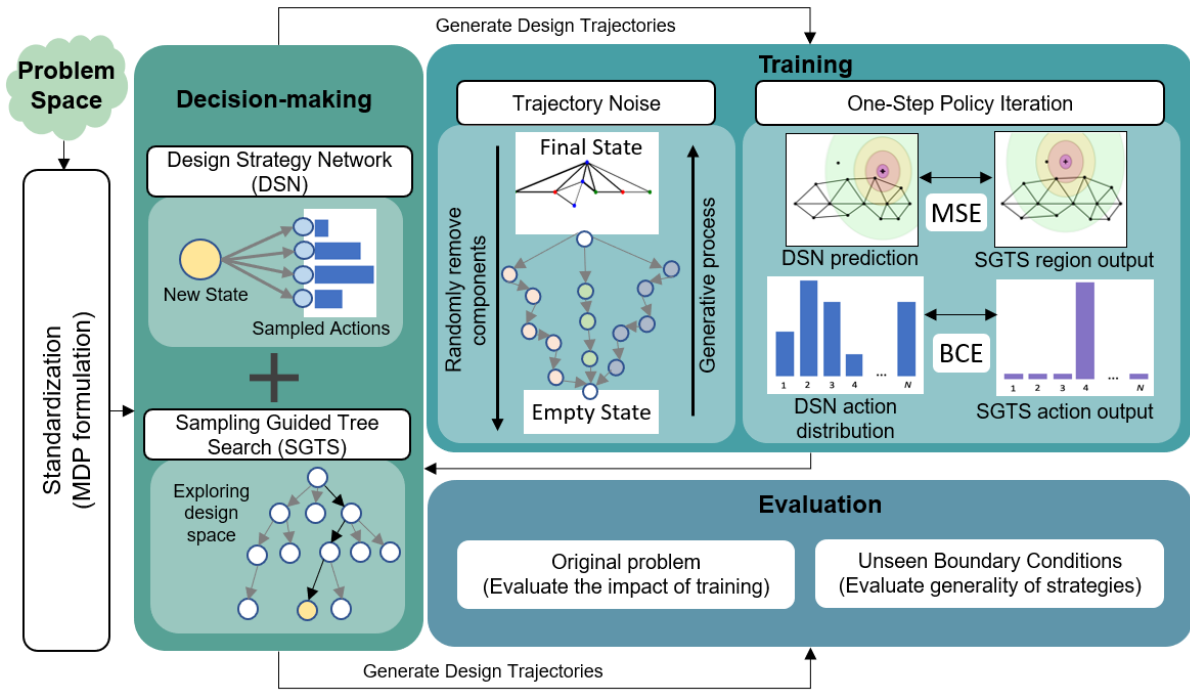 Generate Design Trajectories
Problem
Space
Standardization
(MDP formulation)
Decision-making
Design Strategy Network
(DSN)
New State
Sampled Actions
Sampling Guided Tree
Search (SGTS)
Exploring
design
space
Training
Trajectory Noise
Final State
Randomly remove
components
Generative process
Empty State
One-Step Policy Iteration
MSE
DSN prediction
SGTS region output
BCE
1 2 3 4 ... N
1 2 3 4 ... N
DSN action
distribution
SGTS action output
Evaluation
Original problem
(Evaluate the impact of training)
Unseen Boundary Conditions
(Evaluate generality of strategies)
Generate Design Trajectories